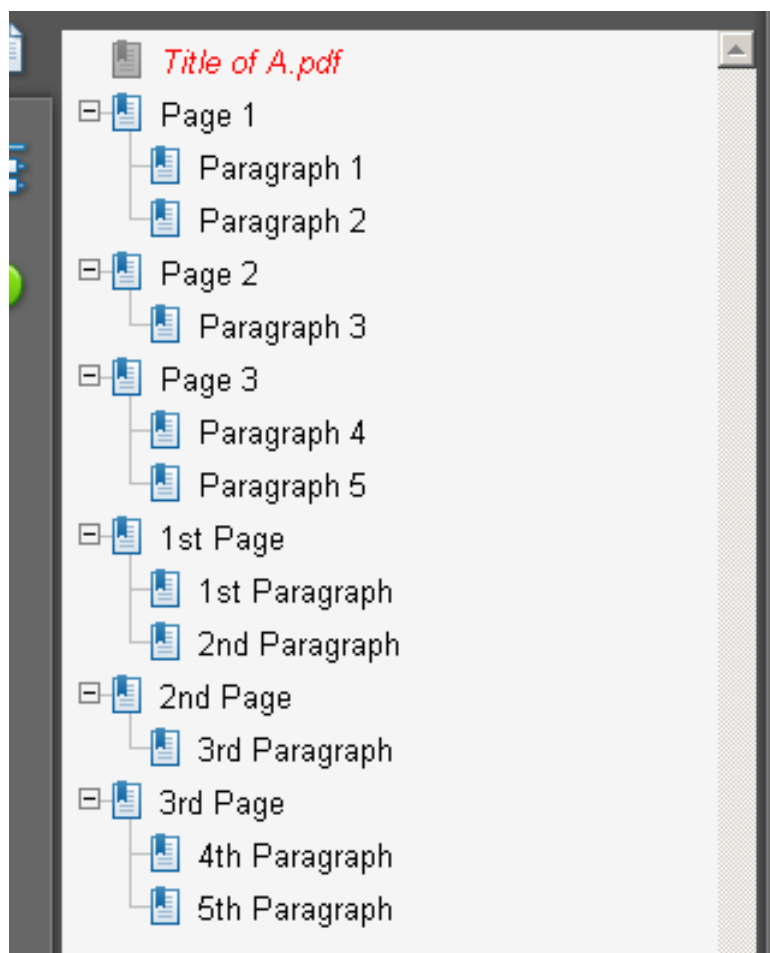 Title of A.pdf
Page 1
Paragraph 1
Paragraph 2
Page 2
Paragraph 3
Page 3
Paragraph 4
Paragraph 5
1st Page
1st Paragraph
2nd Paragraph
2nd Page
3rd Paragraph
3rd Page
4th Paragraph
5th Paragraph